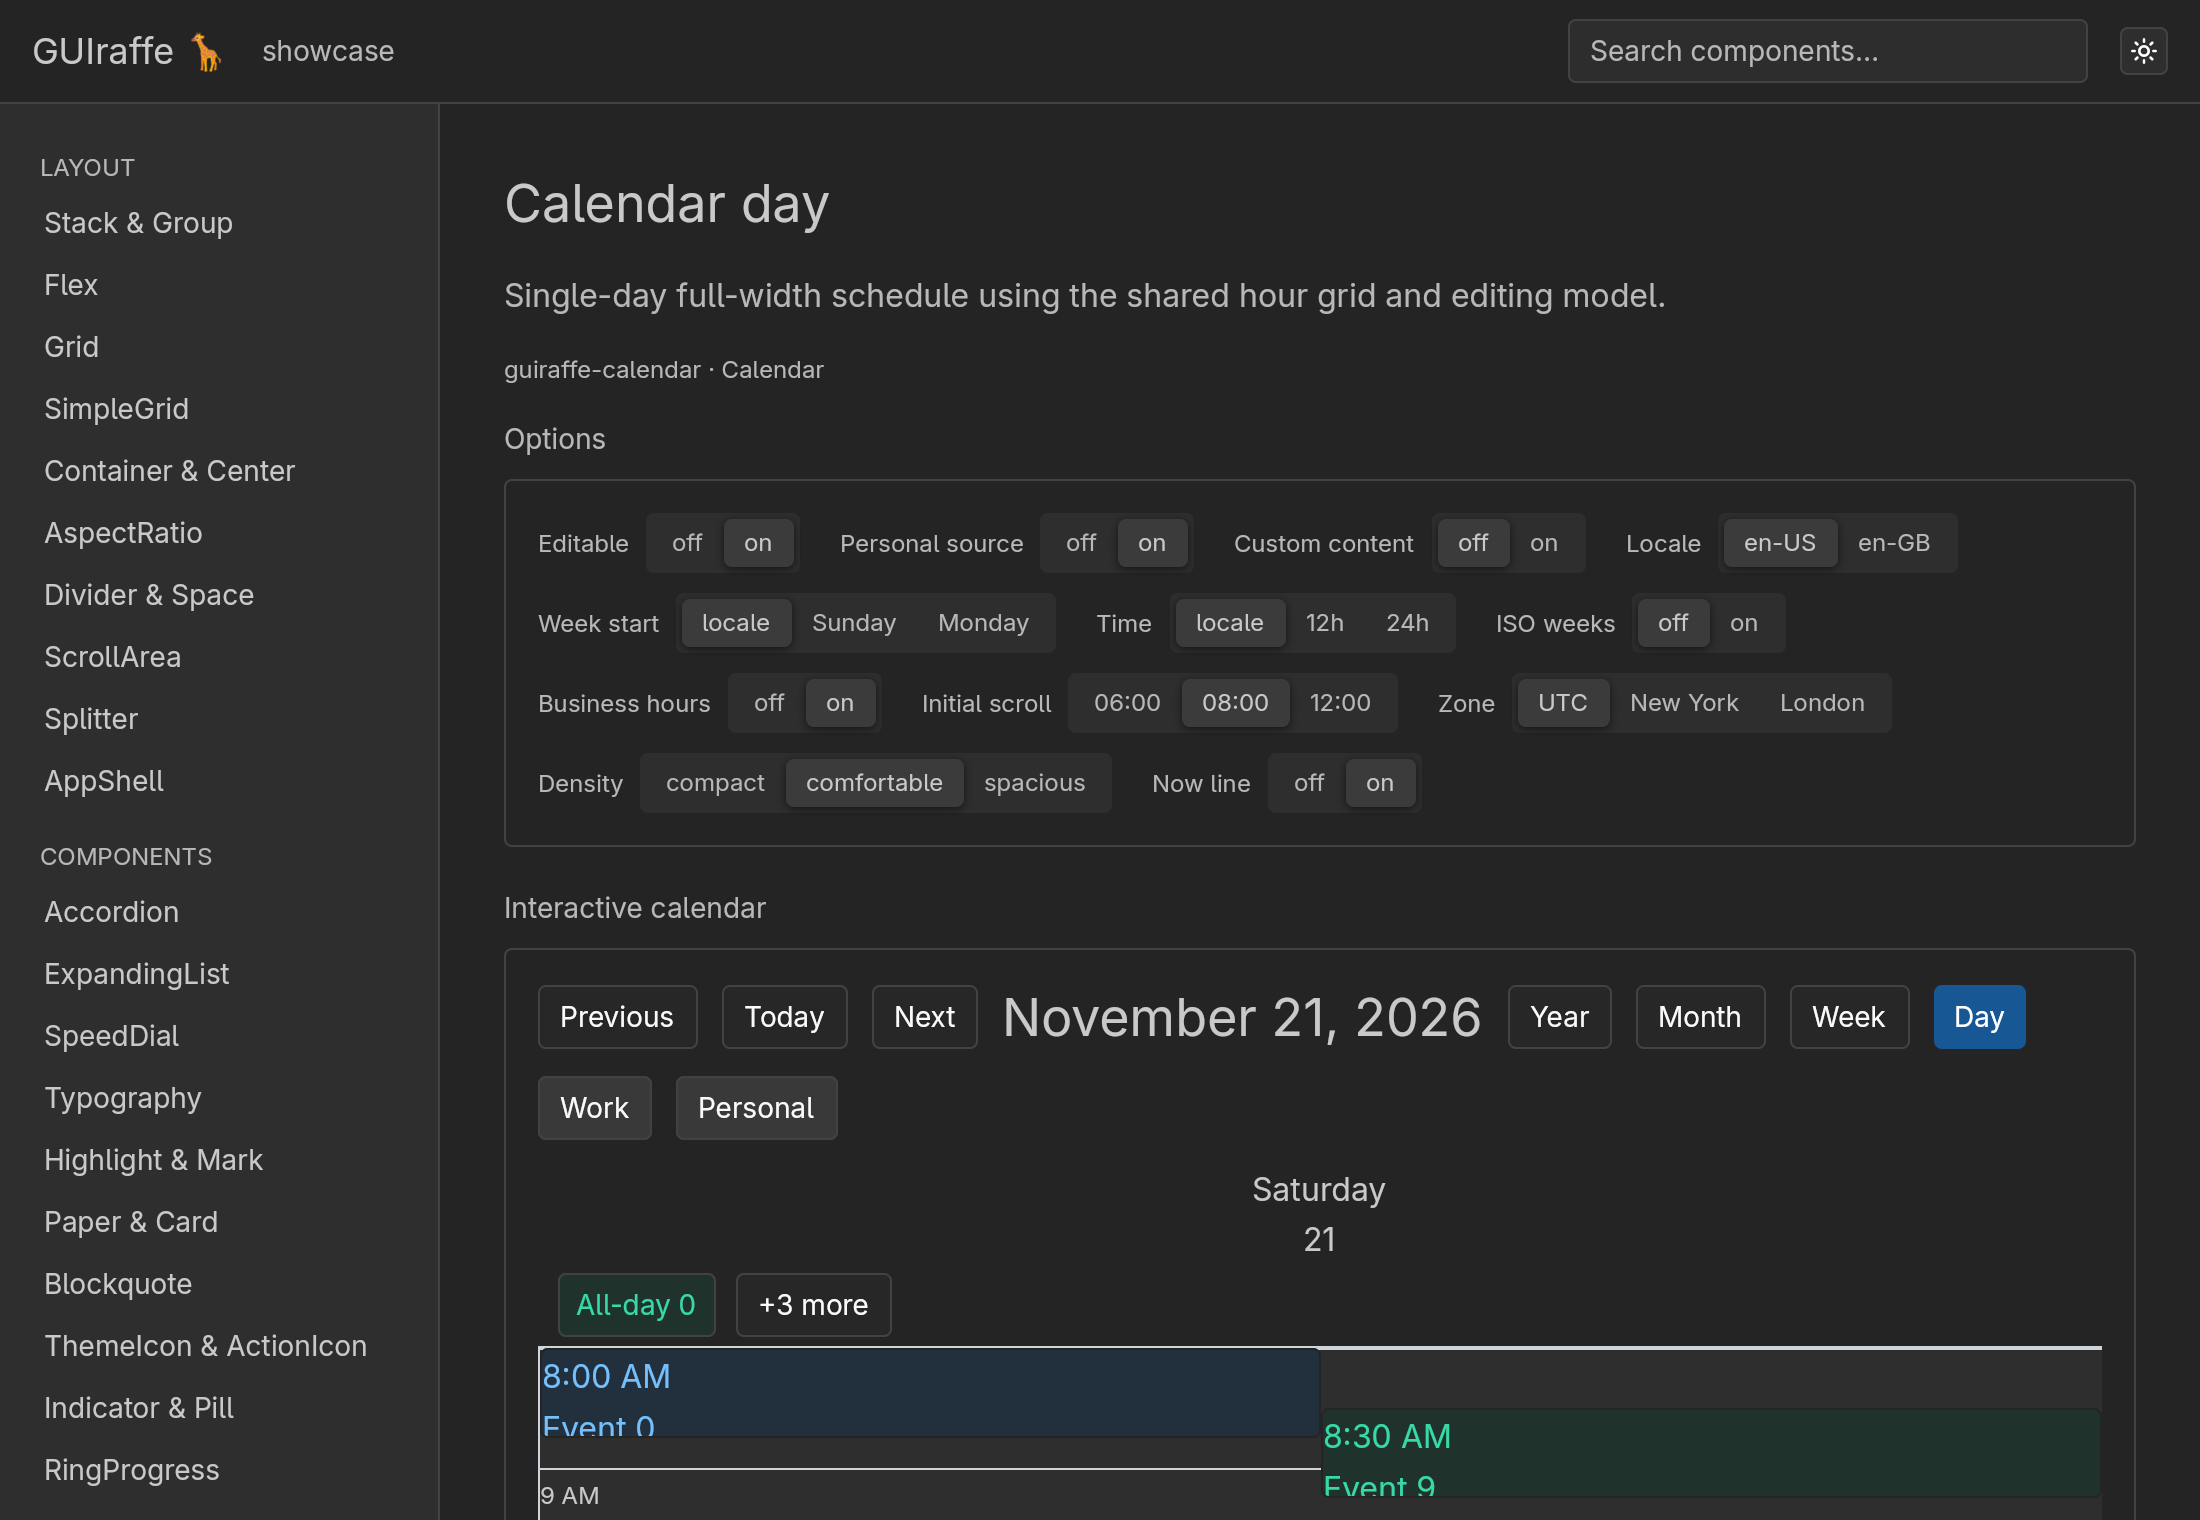 GUIraffe 🦒 showcase Search components...
LAYOUT
Stack & Group
Flex
Grid
SimpleGrid
Container & Center
AspectRatio
Divider & Space
ScrollArea
Splitter
AppShell
COMPONENTS
Accordion
ExpandingList
SpeedDial
Typography
Highlight & Mark
Paper & Card
Blockquote
ThemeIcon & ActionIcon
Indicator & Pill
RingProgress
Calendar day
Single-day full-width schedule using the shared hour grid and editing model.
guiraffe-calendar · Calendar
Options
Editable off on Personal source off on Custom content off on Locale en-US en-GB
Week start locale Sunday Monday Time locale 12h 24h ISO weeks off on
Business hours off on Initial scroll 06:00 08:00 12:00 Zone UTC New York London
Density compact comfortable spacious Now line off on
Interactive calendar
Previous Today Next November 21, 2026 Year Month Week Day
Work Personal
Saturday
21
All-day 0 +3 more
8:00 AM
Event 0
8:30 AM
Event 9
9 AM